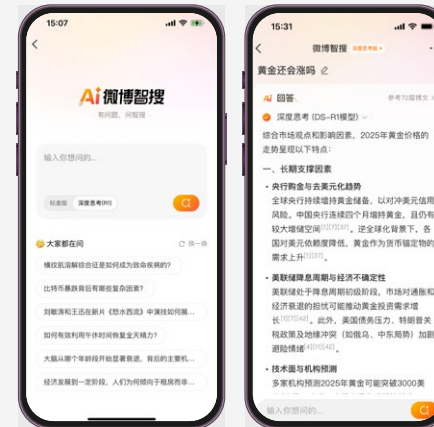 15:07
Ai 微博智搜
有问题，问智搜
输入你想问的...
标准版 深度思考(R1)
大家都在问 换一换
横纹肌溶解综合征是如何成为致命疾病的？
比特币暴跌背后有哪些复杂因素？
刘敏涛和王迅在新片《怒水西流》中演技如何展...
如何有效利用午休时间恢复全天精力？
大脑从哪个年龄段开始显著衰退，背后的主要机...
经济发展到一定阶段，人们为何倾向于租房而非...
15:31
微博智搜 深度思考版
黄金还会涨吗
Ai 回答 参考72篇博文
深度思考 (DS-R1模型)
综合市场观点和影响因素，2025年黄金价格的
走势呈现以下特点：
一、长期支撑因素
• 央行购金与去美元化趋势
全球央行持续增持黄金储备，以对冲美元信用
风险。中国央行连续四个月增持黄金，且仍有
较大增储空间。逆全球化背景下，各
国对美元依赖度降低，黄金作为货币锚定物的
需求上升
• 美联储降息周期与经济不确定性
美联储处于降息周期初级阶段，市场对通胀和
经济衰退的担忧可能推动黄金投资需求增
长。此外，美国债务压力、特朗普关
税政策及地缘冲突（如俄乌、中东局势）加剧
避险情绪
• 技术面与机构预测
多家机构预测2025年黄金可能突破3000美
输入你想问的...